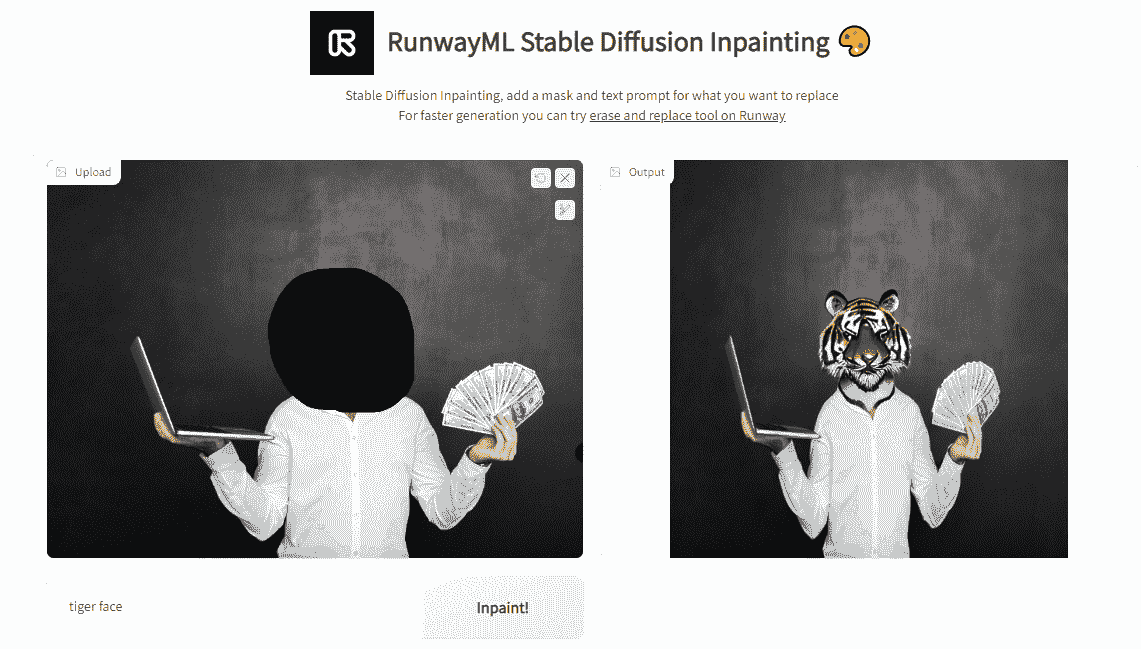 RunwayML Stable Diffusion Inpainting 🎨
Stable Diffusion Inpainting, add a mask and text prompt for what you want to replace
For faster generation you can try erase and replace tool on Runway
Upload
Output
tiger face
Inpaint!